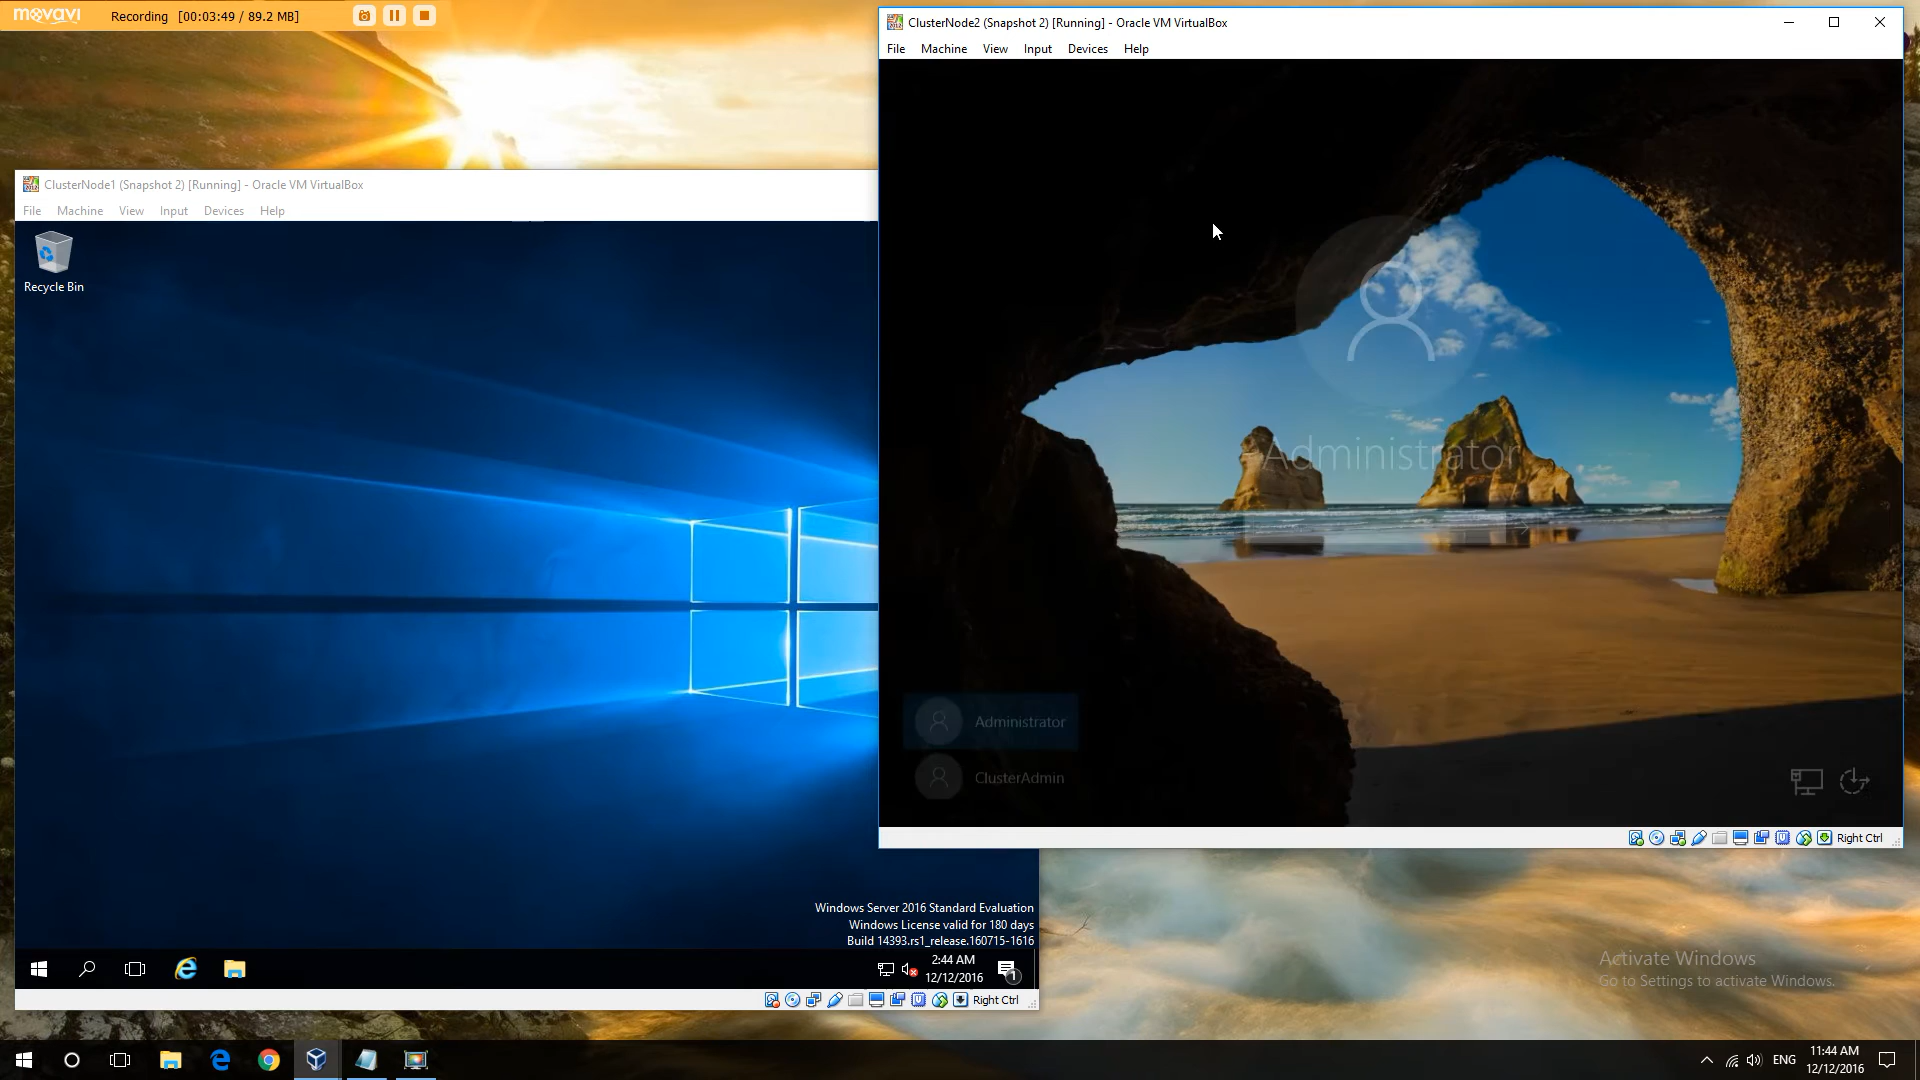 movavi Recording [00:03:49 / 89.2 MB]
ClusterNode2 (Snapshot 2) [Running] - Oracle VM VirtualBox
File Machine View Input Devices Help
ClusterNode1 (Snapshot 2) [Running] - Oracle VM VirtualBox
File Machine View Input Devices Help
Recycle Bin
Administrator
Administrator
ClusterAdmin
Right Ctrl
Windows Server 2016 Standard Evaluation
Windows License valid for 180 days
Build 14393.rs1_release.160715-1616
2:44 AM
12/12/2016
1
Right Ctrl
Activate Windows
Go to Settings to activate Windows.
ENG
11:44 AM
12/12/2016